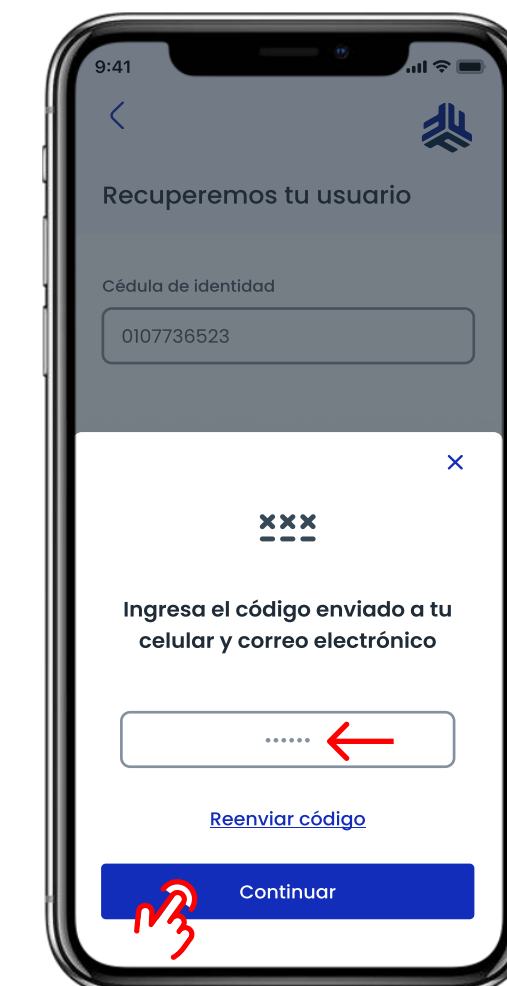 9:41
Recuperemos tu usuario
Cédula de identidad
0107736523
Ingresa el código enviado a tu
celular y correo electrónico
Reenviar código
Continuar